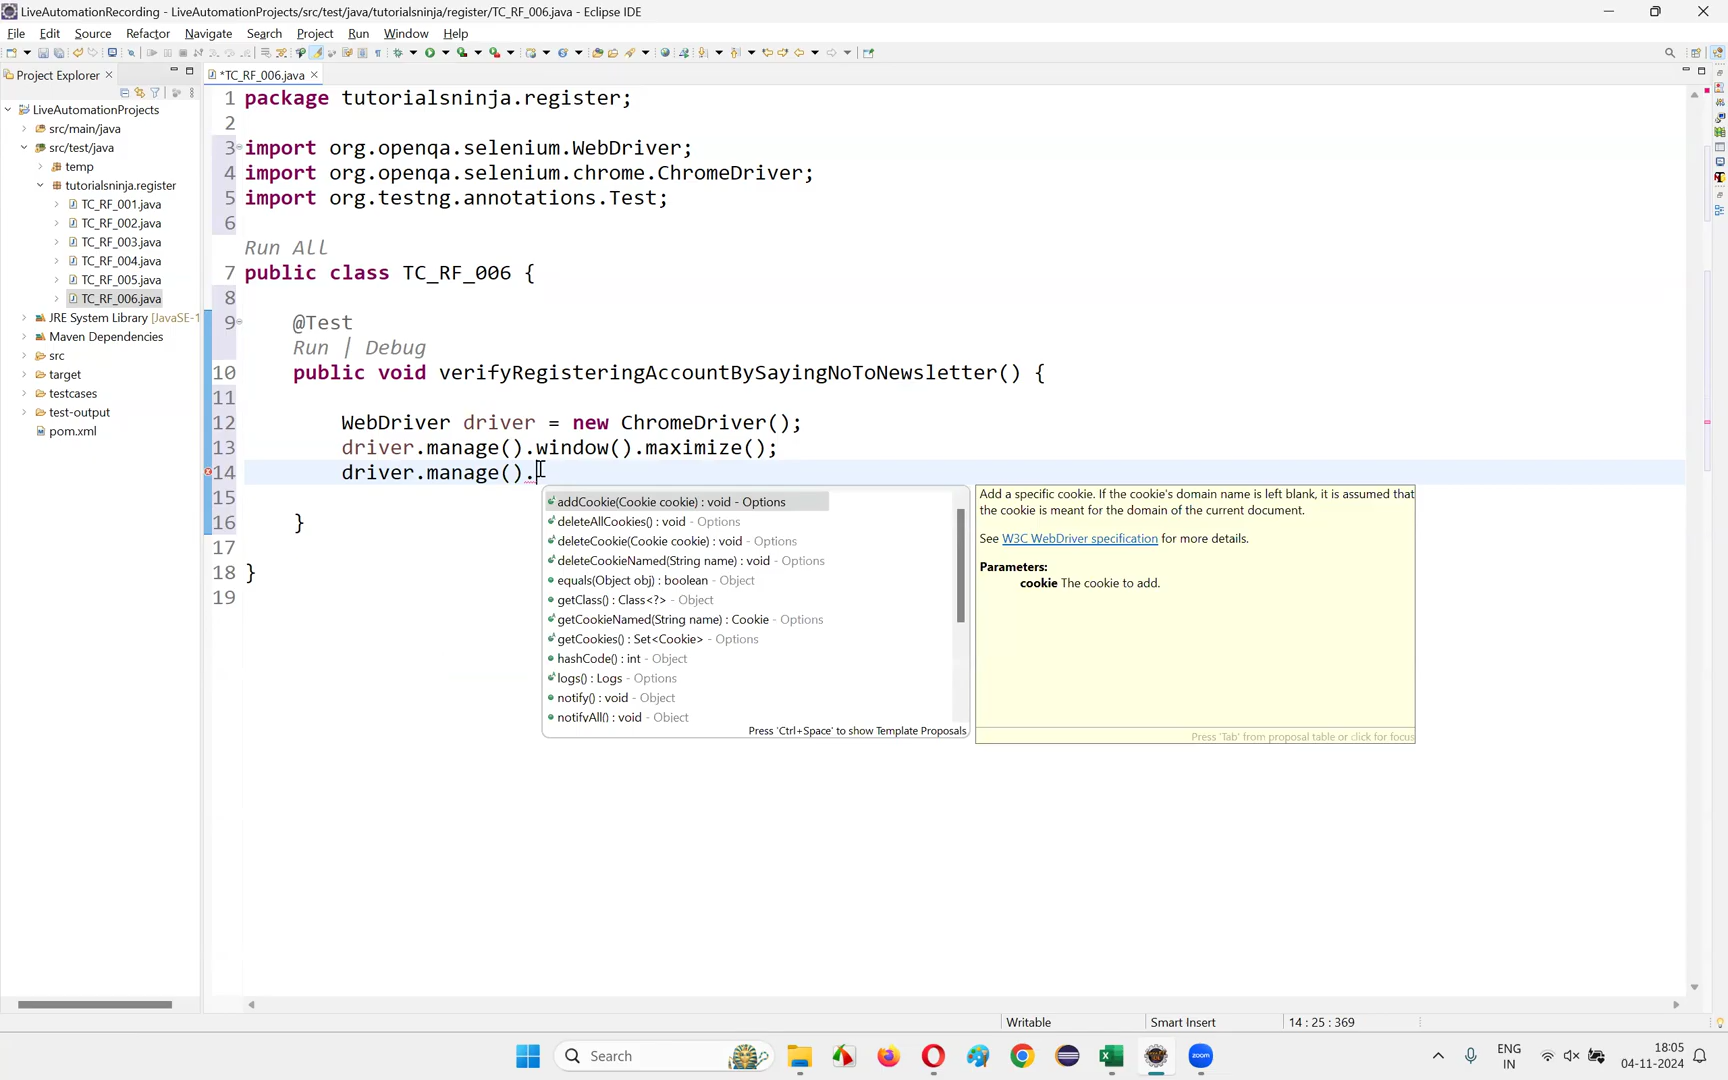 LiveAutomationRecording - LiveAutomationProjects/src/test/java/tutorialsninja/register/TC_RF_006.java - Eclipse IDE
File Edit Source Refactor Navigate Search Project Run Window Help
Project Explorer
*TC_RF_006.java
LiveAutomationProjects
src/main/java
src/test/java
temp
tutorialsninja.register
TC_RF_001.java
TC_RF_002.java
TC_RF_003.java
TC_RF_004.java
TC_RF_005.java
TC_RF_006.java
JRE System Library [JavaSE-1
Maven Dependencies
src
target
testcases
test-output
pom.xml
1 package tutorialsninja.register;
2
3 import org.openqa.selenium.WebDriver;
4 import org.openqa.selenium.chrome.ChromeDriver;
5 import org.testng.annotations.Test;
6
Run All
7 public class TC_RF_006 {
8
9 @Test
Run | Debug
10 public void verifyRegisteringAccountBySayingNoToNewsletter() {
11
12 WebDriver driver = new ChromeDriver();
13 driver.manage().window().maximize();
14 driver.manage().
15
16 }
17
18 }
19
addCookie(Cookie cookie) : void - Options
deleteAllCookies() : void - Options
deleteCookie(Cookie cookie) : void - Options
deleteCookieNamed(String name) : void - Options
equals(Object obj) : boolean - Object
getClass() : Class<?> - Object
getCookieNamed(String name) : Cookie - Options
getCookies() : Set<Cookie> - Options
hashCode() : int - Object
logs() : Logs - Options
notify() : void - Object
notifyAll() : void - Object
Press 'Ctrl+Space' to show Template Proposals
Add a specific cookie. If the cookie's domain name is left blank, it is assumed that
the cookie is meant for the domain of the current document.
See W3C WebDriver specification for more details.
Parameters:
cookie The cookie to add.
Press 'Tab' from proposal table or click for focus
Writable Smart Insert 14 : 25 : 369
Search
zoom
ENG
IN
18:05
04-11-2024